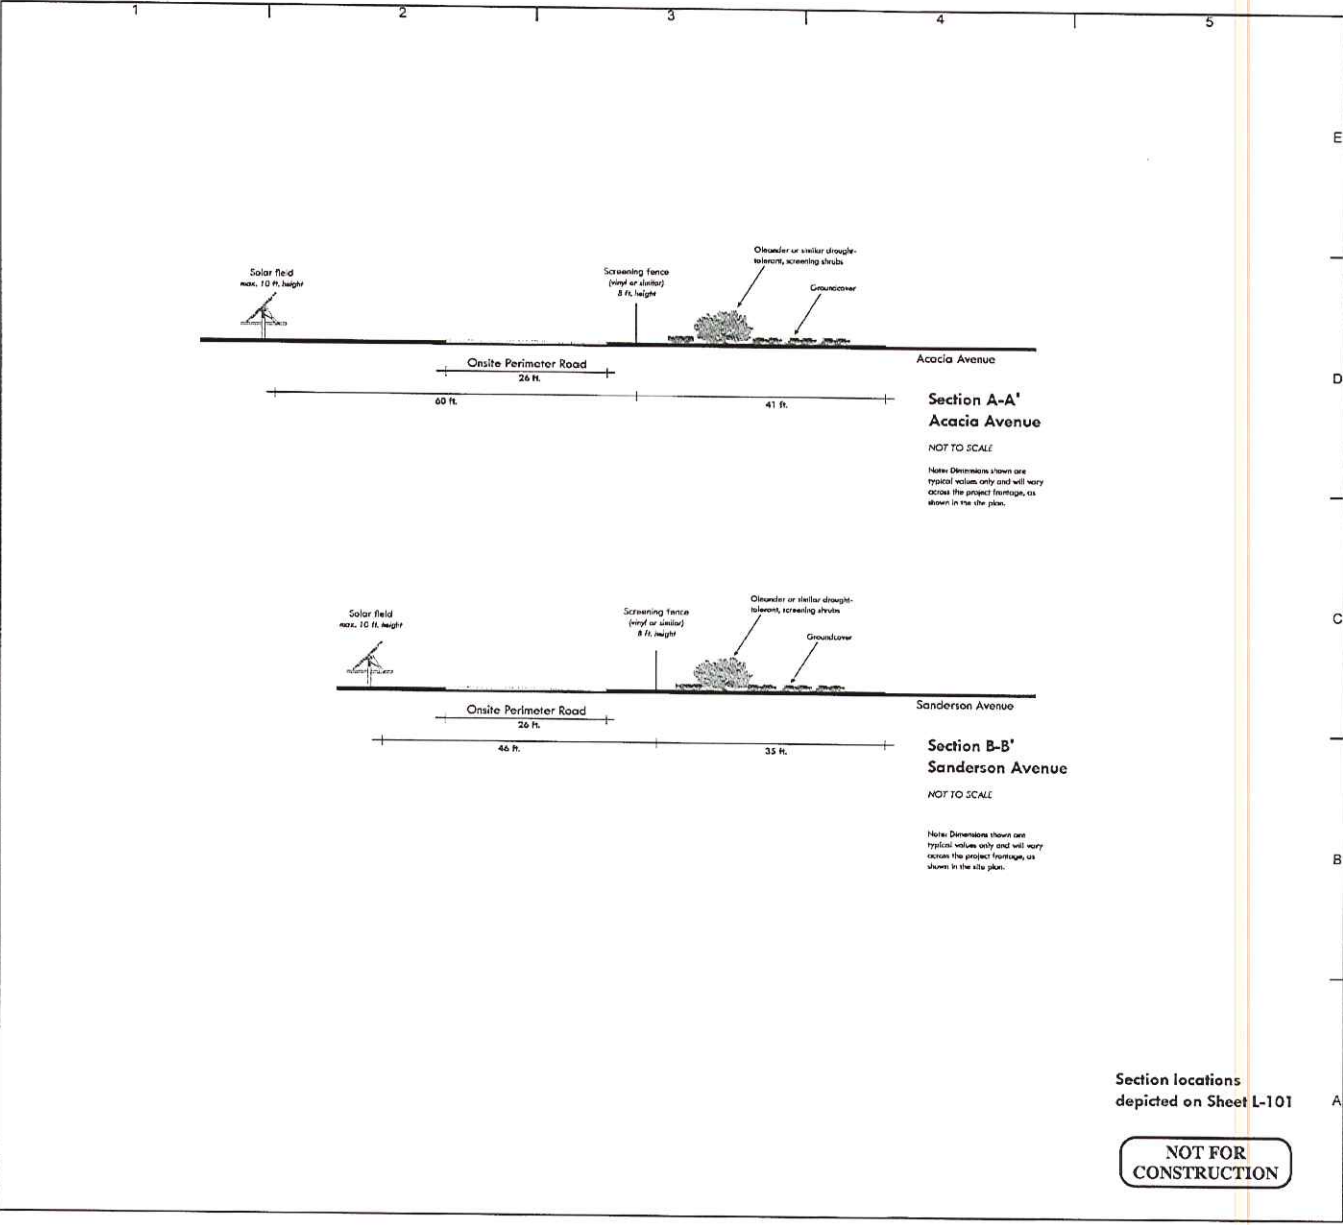 1
2
3
4
5
E
Oleander or similar drought-
tolerant, screening shrubs
Solar field
max. 10 ft. height
Screening fence
(vinyl or similar)
8 ft. height
Groundcover
Acacia Avenue
Onsite Perimeter Road
26 ft.
D
60 ft.
41 ft.
Section A-A'
Acacia Avenue
NOT TO SCALE
Note: Dimensions shown are
typical values only and will vary
across the project frontage, as
shown in the site plan.
Oleander or similar drought-
tolerant, screening shrubs
Solar field
max. 10 ft. height
Screening fence
(vinyl or similar)
8 ft. height
C
Groundcover
Sanderson Avenue
Onsite Perimeter Road
26 ft.
46 ft.
35 ft.
Section B-B'
Sanderson Avenue
NOT TO SCALE
Note: Dimensions shown are
typical values only and will vary
across the project frontage, as
shown in the site plan.
B
Section locations
depicted on Sheet L-101
A
NOT FOR
CONSTRUCTION